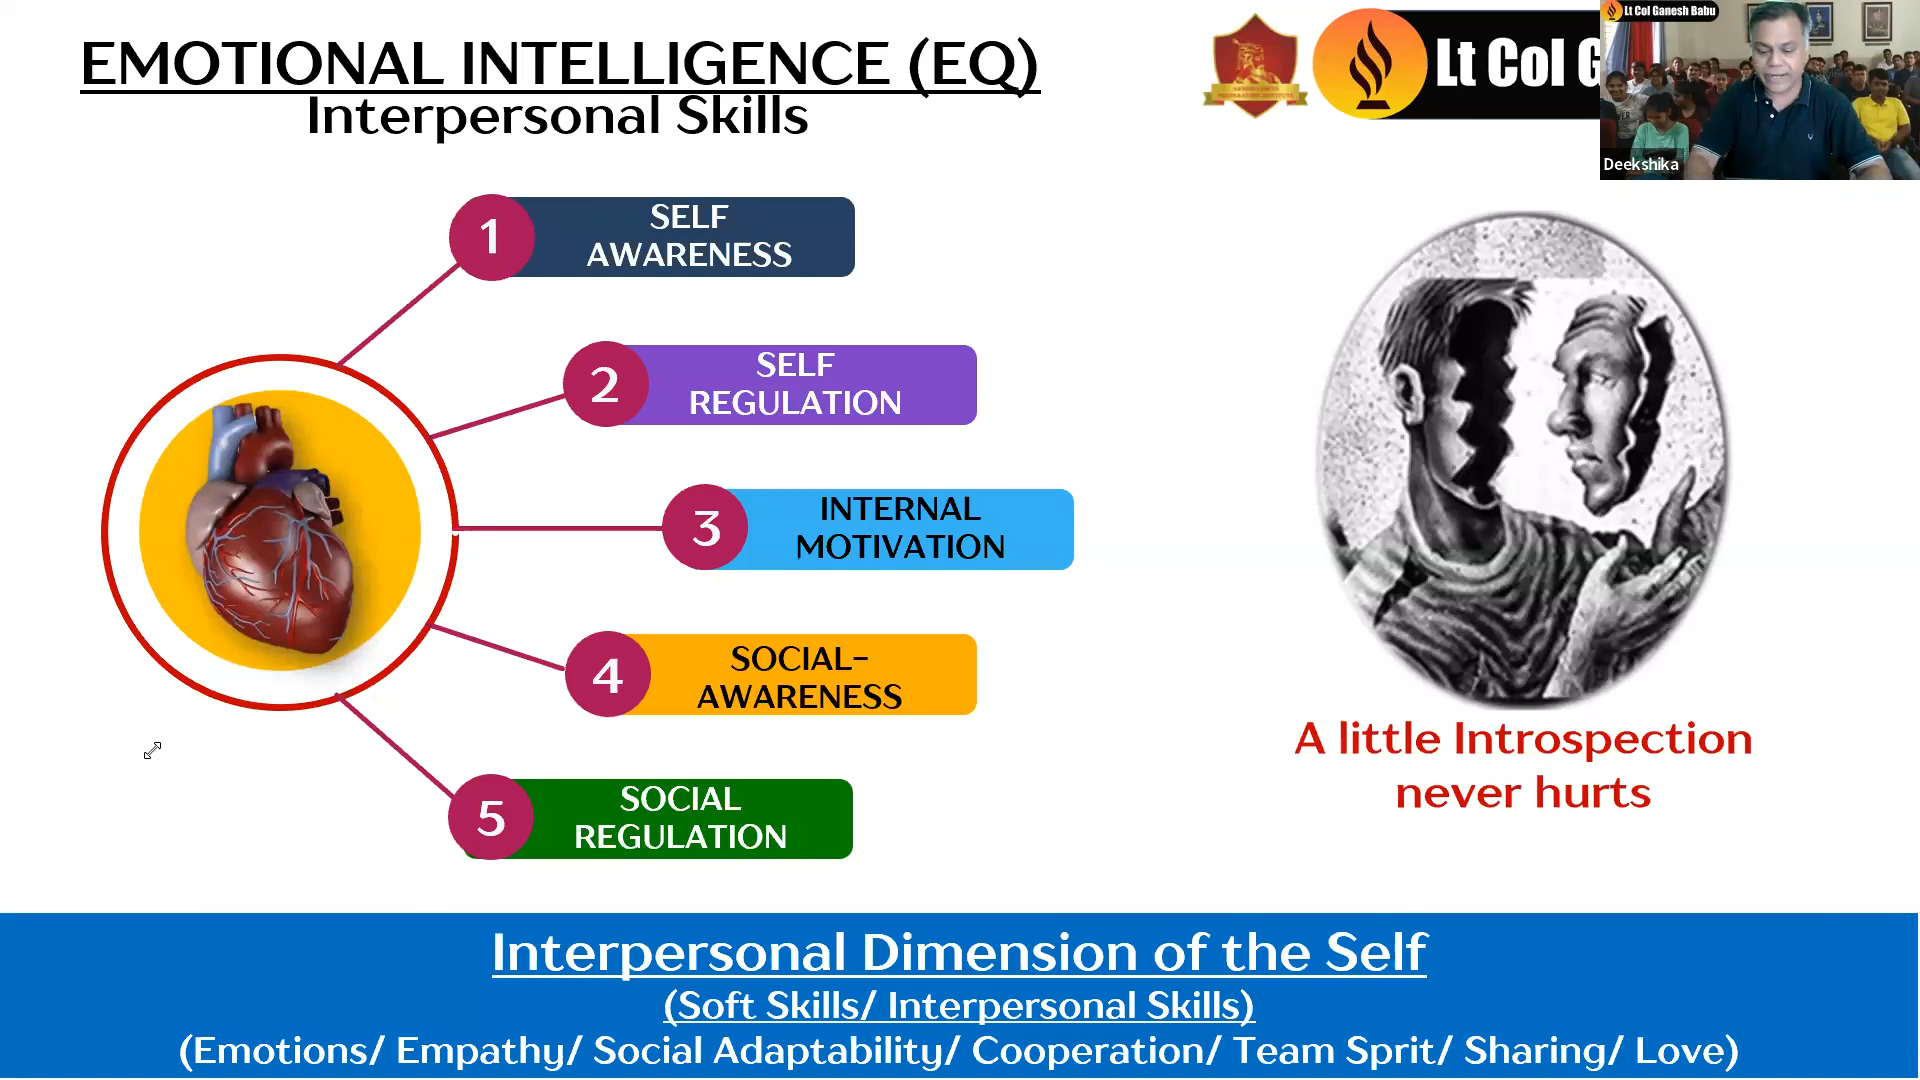 EMOTIONAL INTELLIGENCE (EQ)
Interpersonal Skills
Lt Col G
Lt Col Ganesh Babu
Deekshika
1
SELF
AWARENESS
2
SELF
REGULATION
3
INTERNAL
MOTIVATION
4
SOCIAL-
AWARENESS
5
SOCIAL
REGULATION
A little Introspection
never hurts
Interpersonal Dimension of the Self
(Soft Skills/ Interpersonal Skills)
(Emotions/ Empathy/ Social Adaptability/ Cooperation/ Team Sprit/ Sharing/ Love)